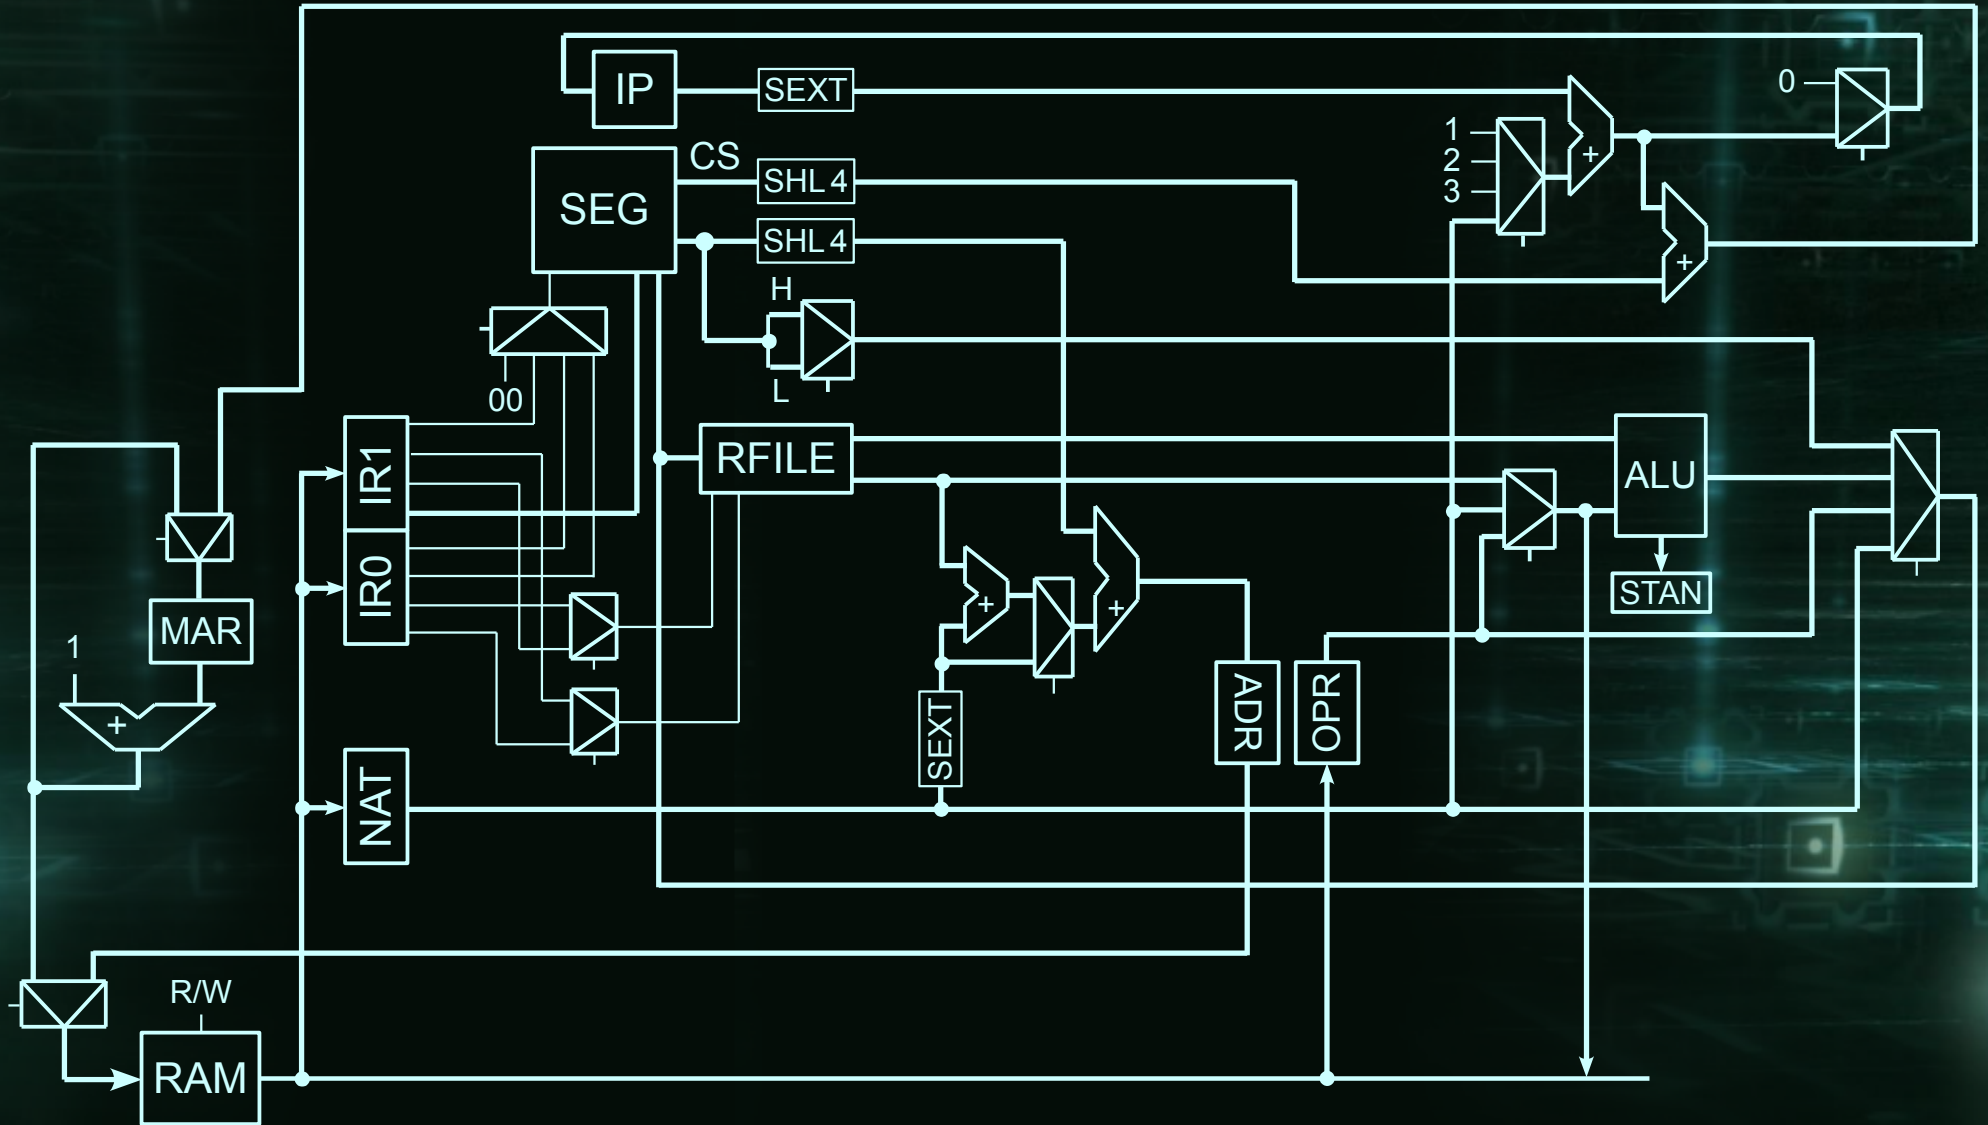 IP
SEXT
0
1
2
3
+
CS
SEG
SHL 4
SHL 4
+
H
L
00
IR1
RFILE
ALU
STAN
IR0
+
+
MAR
1
+
SEXT
ADR
OPR
NAT
R/W
RAM